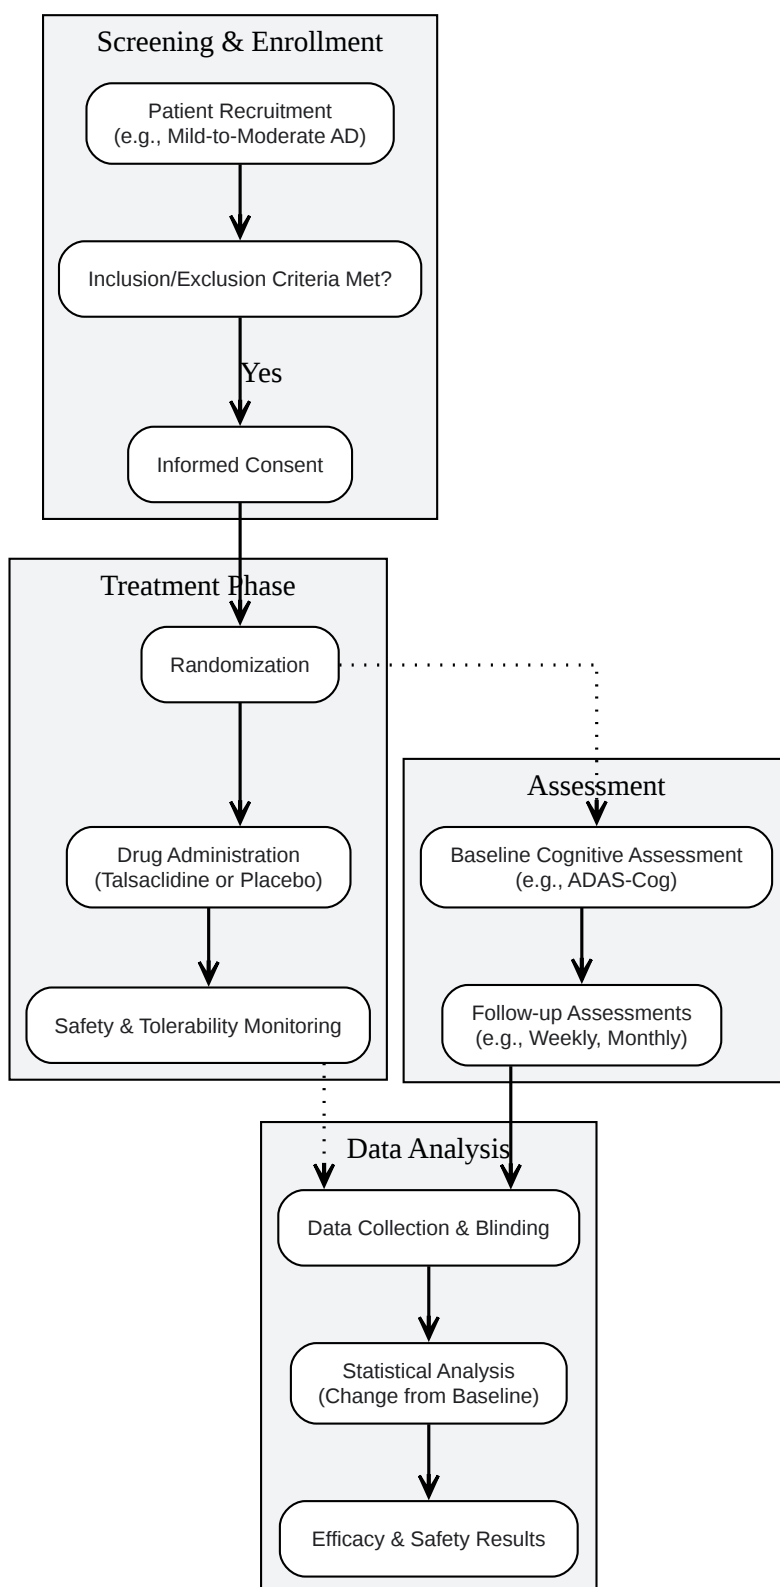 Screening & Enrollment
Patient Recruitment
(e.g., Mild-to-Moderate AD)
Inclusion/Exclusion Criteria Met?
Yes
Informed Consent
Treatment Phase
Randomization
Assessment
Drug Administration
(Talsaclidine or Placebo)
Baseline Cognitive Assessment
(e.g., ADAS-Cog)
Safety & Tolerability Monitoring
Follow-up Assessments
(e.g., Weekly, Monthly)
Data Analysis
Data Collection & Blinding
Statistical Analysis
(Change from Baseline)
Efficacy & Safety Results